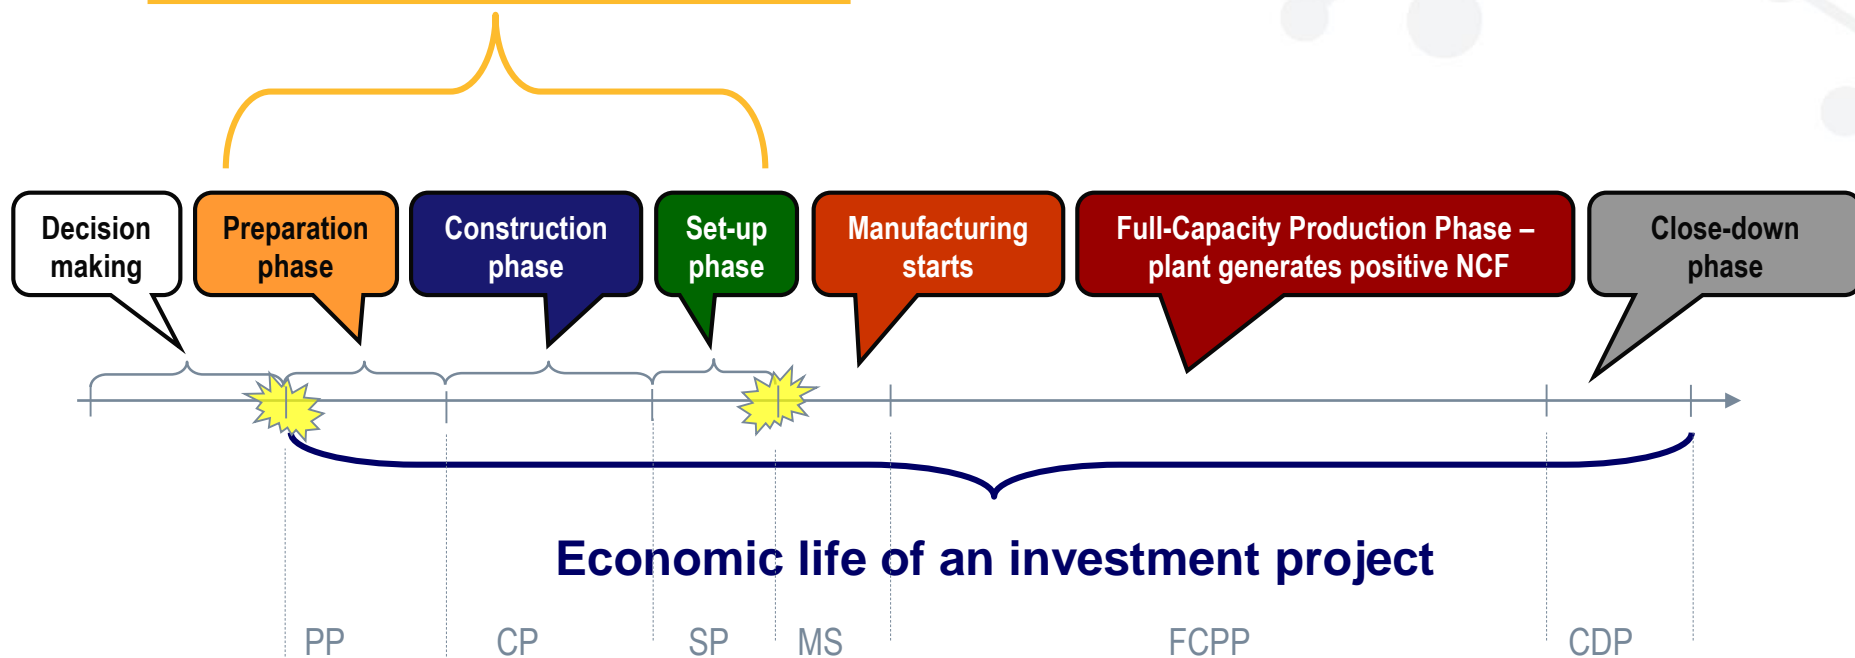 Decision
making
Preparation
phase
Construction
phase
Set-up
phase
Manufacturing
starts
Full-Capacity Production Phase –
plant generates positive NCF
Close-down
phase
Economic life of an investment project
PP
CP
SP
MS
FCPP
CDP